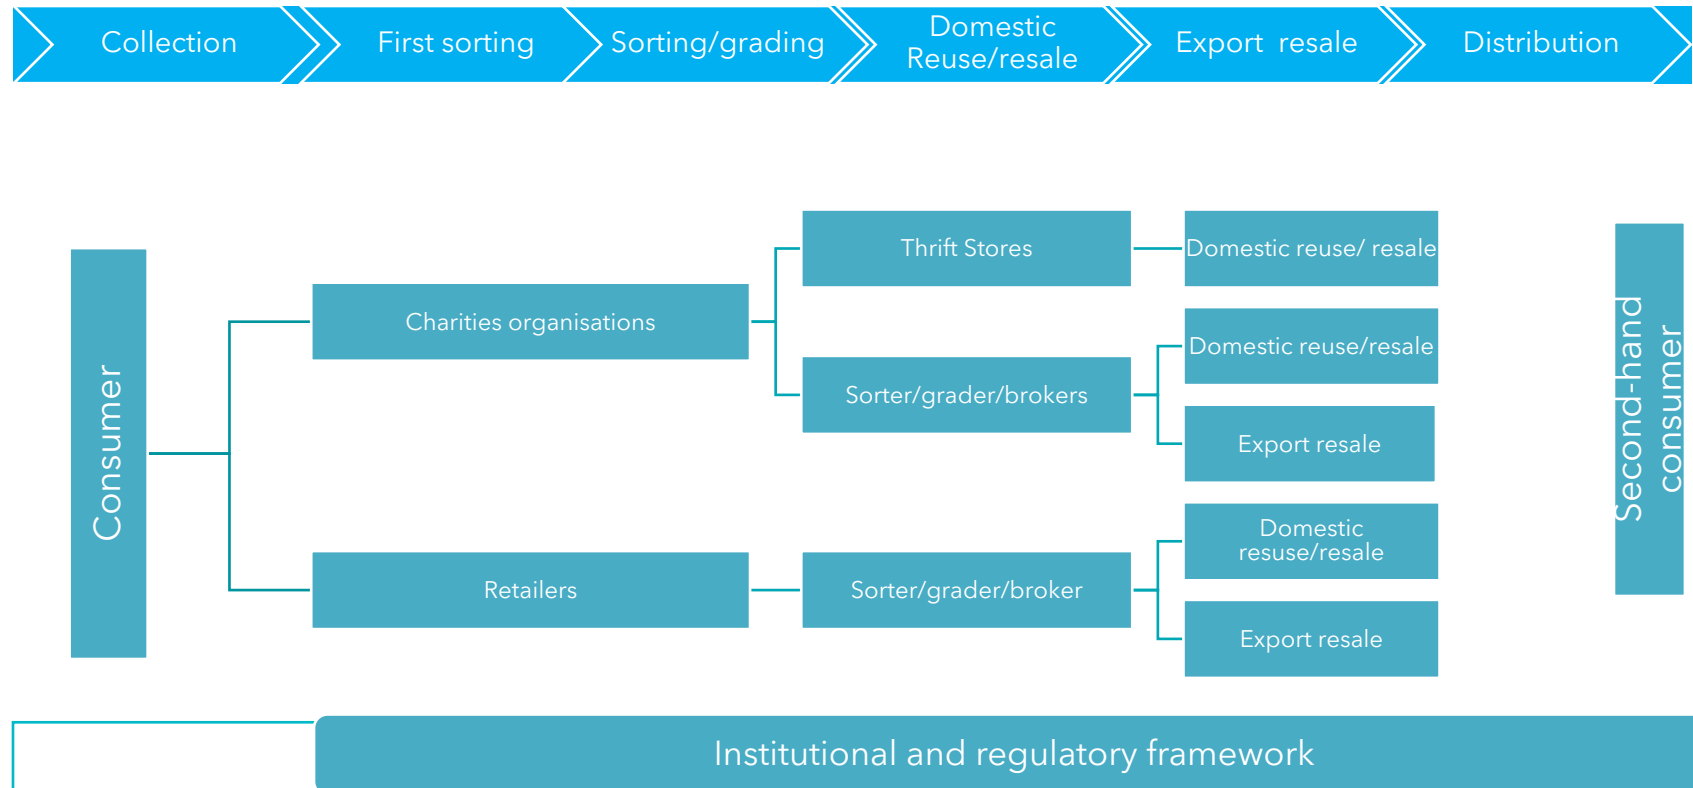 Collection
First sorting
Sorting/grading
Domestic
Reuse/resale
Export resale
Distribution
Consumer
Charities organisations
Retailers
Thrift Stores
Sorter/grader/brokers
Sorter/grader/broker
Domestic reuse/ resale
Domestic reuse/resale
Export resale
Domestic
resuse/resale
Export resale
Second-hand
consumer
Institutional and regulatory framework